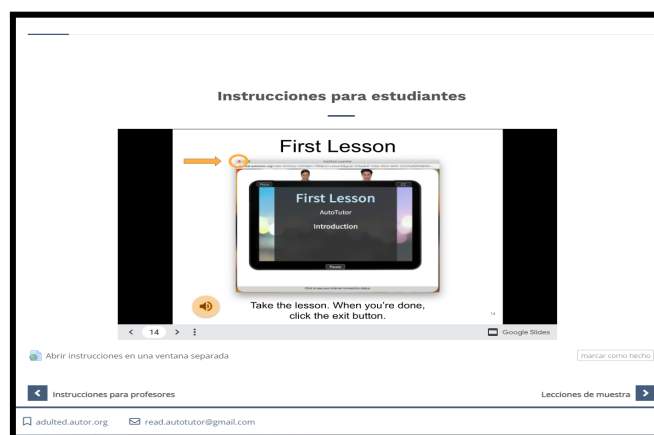 Instrucciones para estudiantes
First Lesson
First Lesson
AutoTutor
Introduction
Pause
Take the lesson. When you're done,
click the exit button.
14
14
Google Slides
Abrir instrucciones en una ventana separada
marcar como hecho
Instrucciones para profesores
Lecciones de muestra
adulted.autor.org
read.autotutor@gmail.com